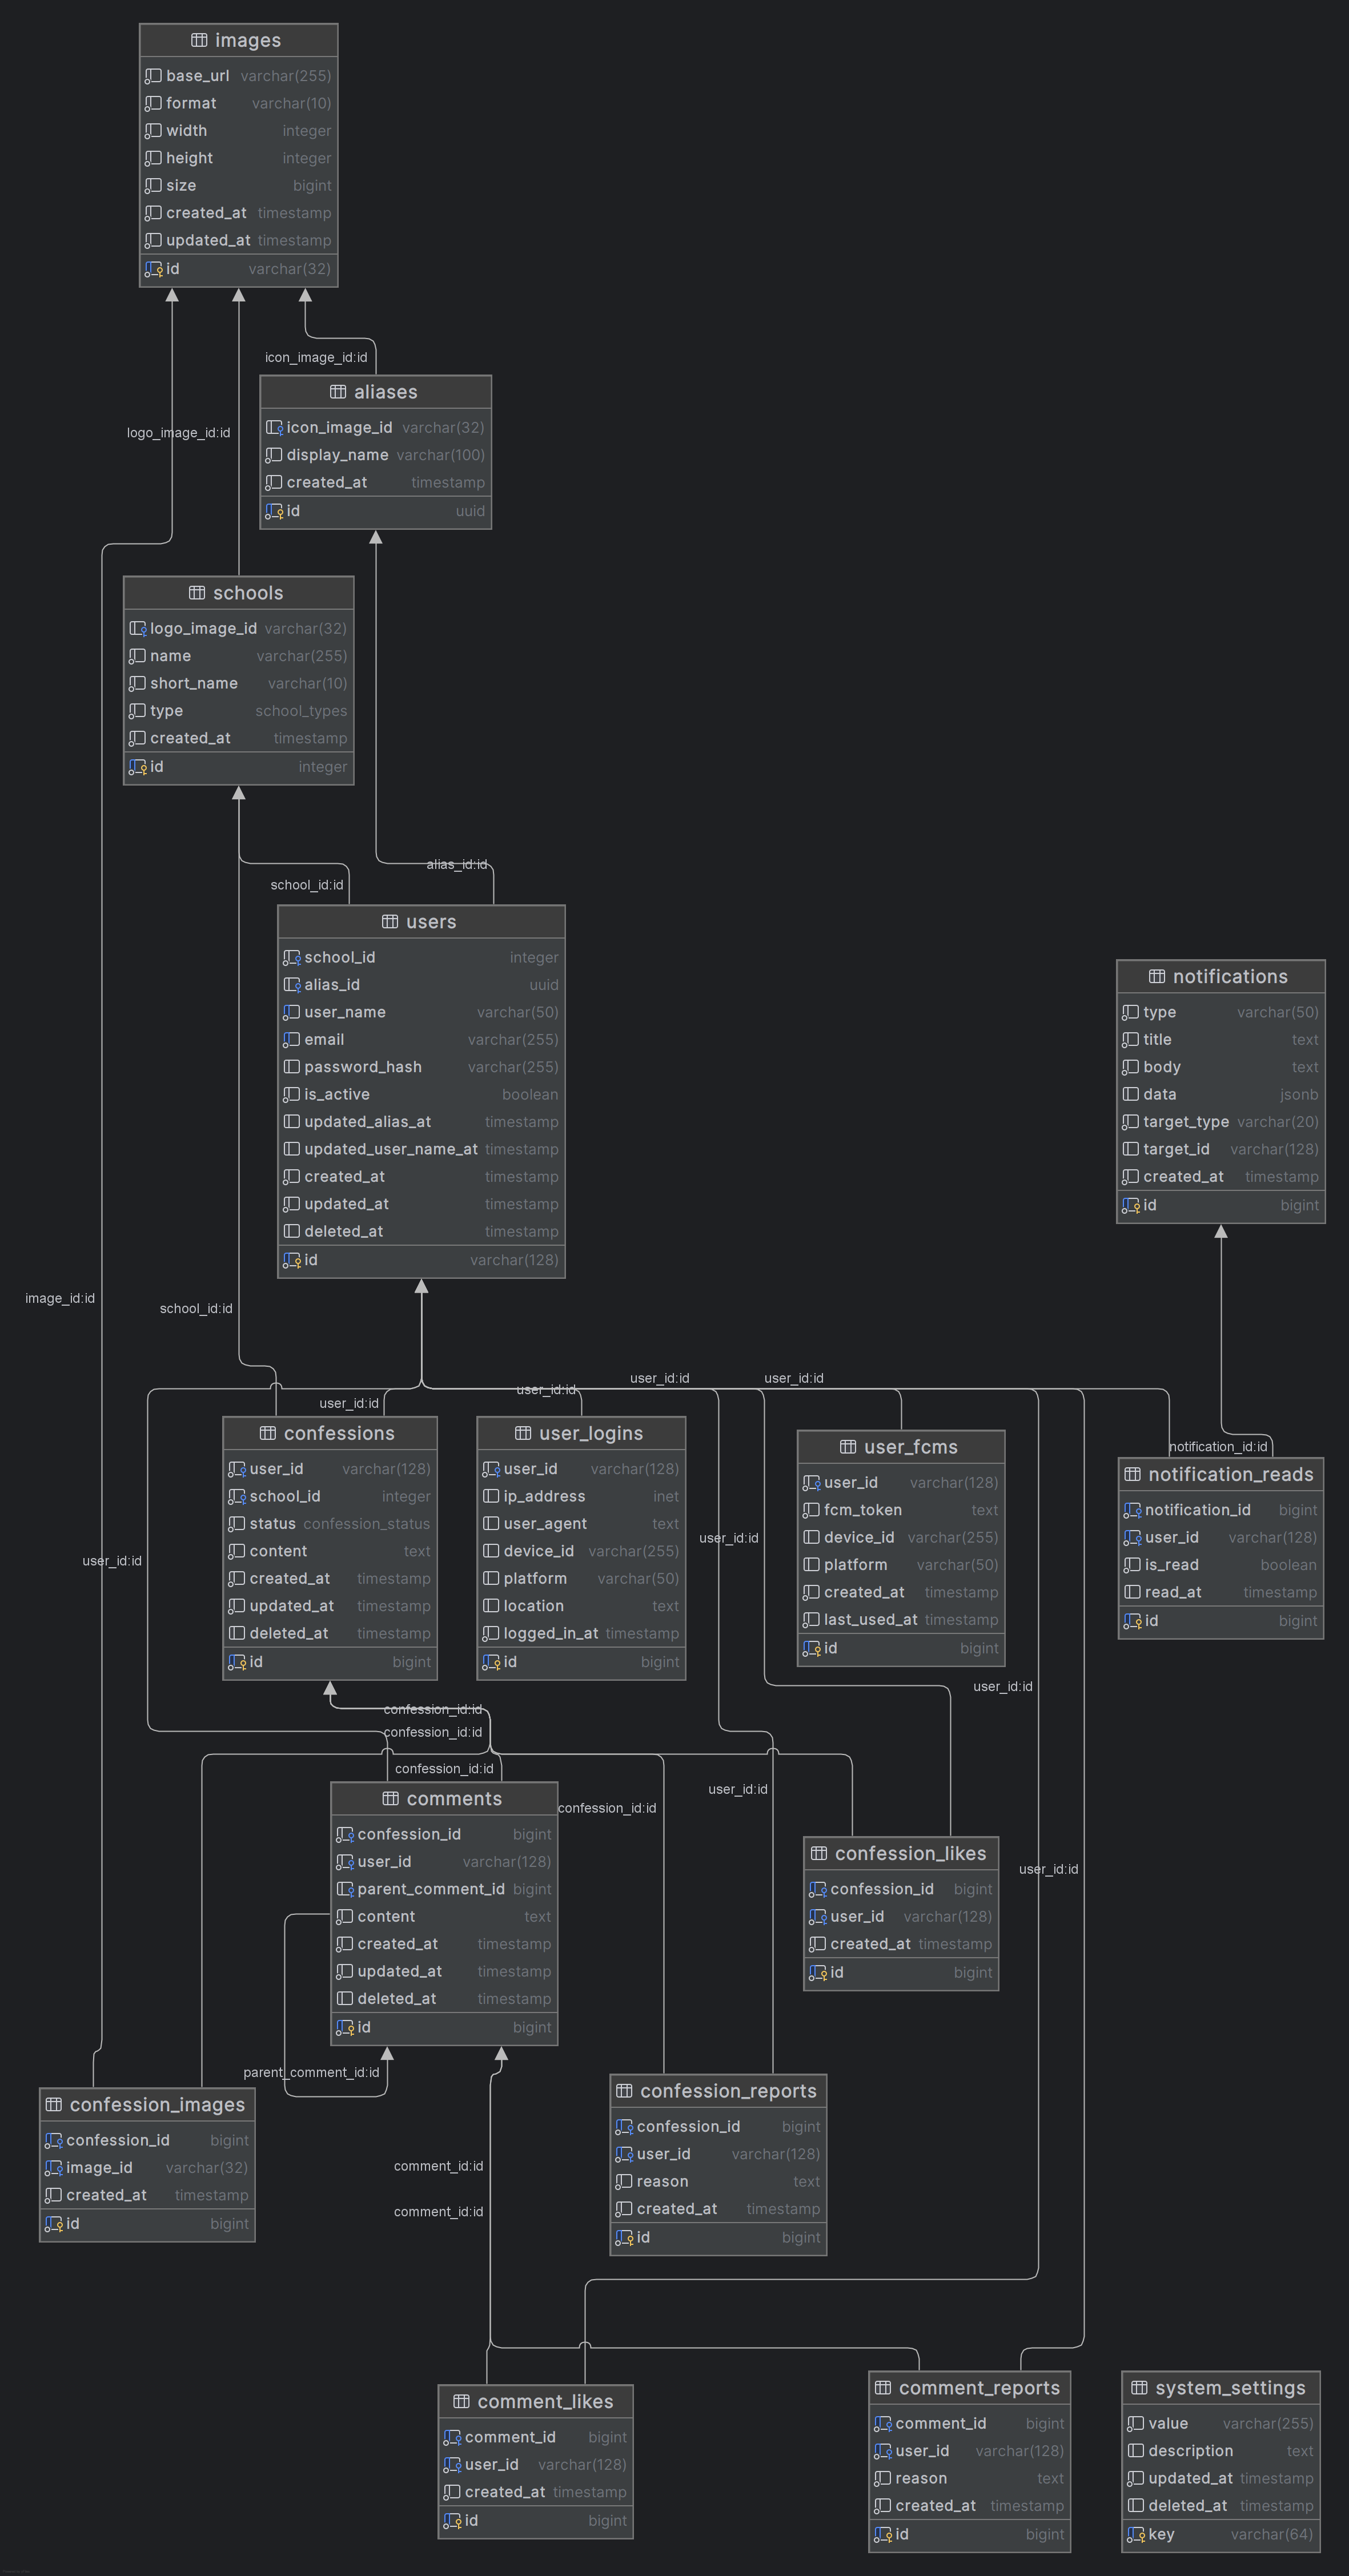 images
base_url varchar(255)
format varchar(10)
width integer
height integer
size bigint
created_at timestamp
updated_at timestamp
id varchar(32)
icon_image_id:id
aliases
icon_image_id varchar(32)
display_name varchar(100)
created_at timestamp
id uuid
logo_image_id:id
schools
logo_image_id varchar(32)
name varchar(255)
short_name varchar(10)
type school_types
created_at timestamp
id integer
alias_id:id
school_id:id
users
school_id integer
alias_id uuid
user_name varchar(50)
email varchar(255)
password_hash varchar(255)
is_active boolean
updated_alias_at timestamp
updated_user_name_at timestamp
created_at timestamp
updated_at timestamp
deleted_at timestamp
id varchar(128)
notifications
type varchar(50)
title text
body text
data jsonb
target_type varchar(20)
target_id varchar(128)
created_at timestamp
id bigint
image_id:id
school_id:id
user_id:id
user_id:id
user_id:id
user_id:id
notification_id:id
confessions
user_id varchar(128)
school_id integer
status confession_status
content text
created_at timestamp
updated_at timestamp
deleted_at timestamp
id bigint
user_logins
user_id varchar(128)
ip_address inet
user_agent text
device_id varchar(255)
platform varchar(50)
location text
logged_in_at timestamp
id bigint
user_fcms
user_id varchar(128)
fcm_token text
device_id varchar(255)
platform varchar(50)
created_at timestamp
last_used_at timestamp
id bigint
notification_reads
notification_id bigint
user_id varchar(128)
is_read boolean
read_at timestamp
id bigint
user_id:id
user_id:id
user_id:id
confession_id:id
confession_id:id
confession_id:id
user_id:id
confession_id:id
user_id:id
comments
confession_id bigint
user_id varchar(128)
parent_comment_id bigint
content text
created_at timestamp
updated_at timestamp
deleted_at timestamp
id bigint
confession_likes
confession_id bigint
user_id varchar(128)
created_at timestamp
id bigint
parent_comment_id:id
confession_images
confession_id bigint
image_id varchar(32)
created_at timestamp
id bigint
confession_reports
confession_id bigint
user_id varchar(128)
reason text
created_at timestamp
id bigint
comment_id:id
comment_id:id
comment_likes
comment_id bigint
user_id varchar(128)
created_at timestamp
id bigint
comment_reports
comment_id bigint
user_id varchar(128)
reason text
created_at timestamp
id bigint
system_settings
value varchar(255)
description text
updated_at timestamp
deleted_at timestamp
key varchar(64)